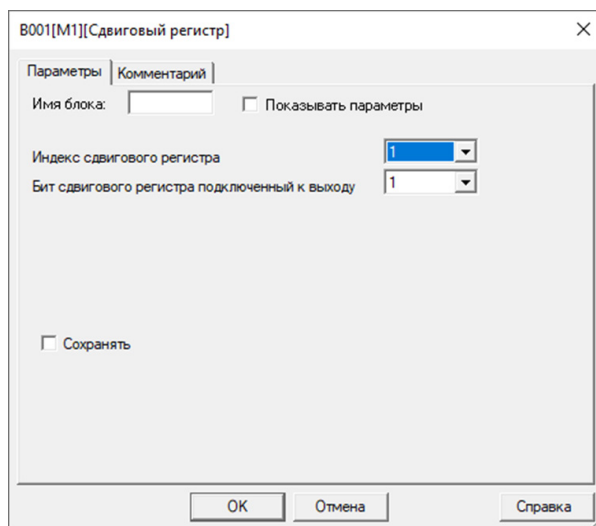 B001[M1][Сдвиговый регистр]
Параметры Комментарий
Имя блока: Показывать параметры
Индекс сдвигового регистра 1
Бит сдвигового регистра подключенный к выходу 1
Сохранять
OK Отмена Справка